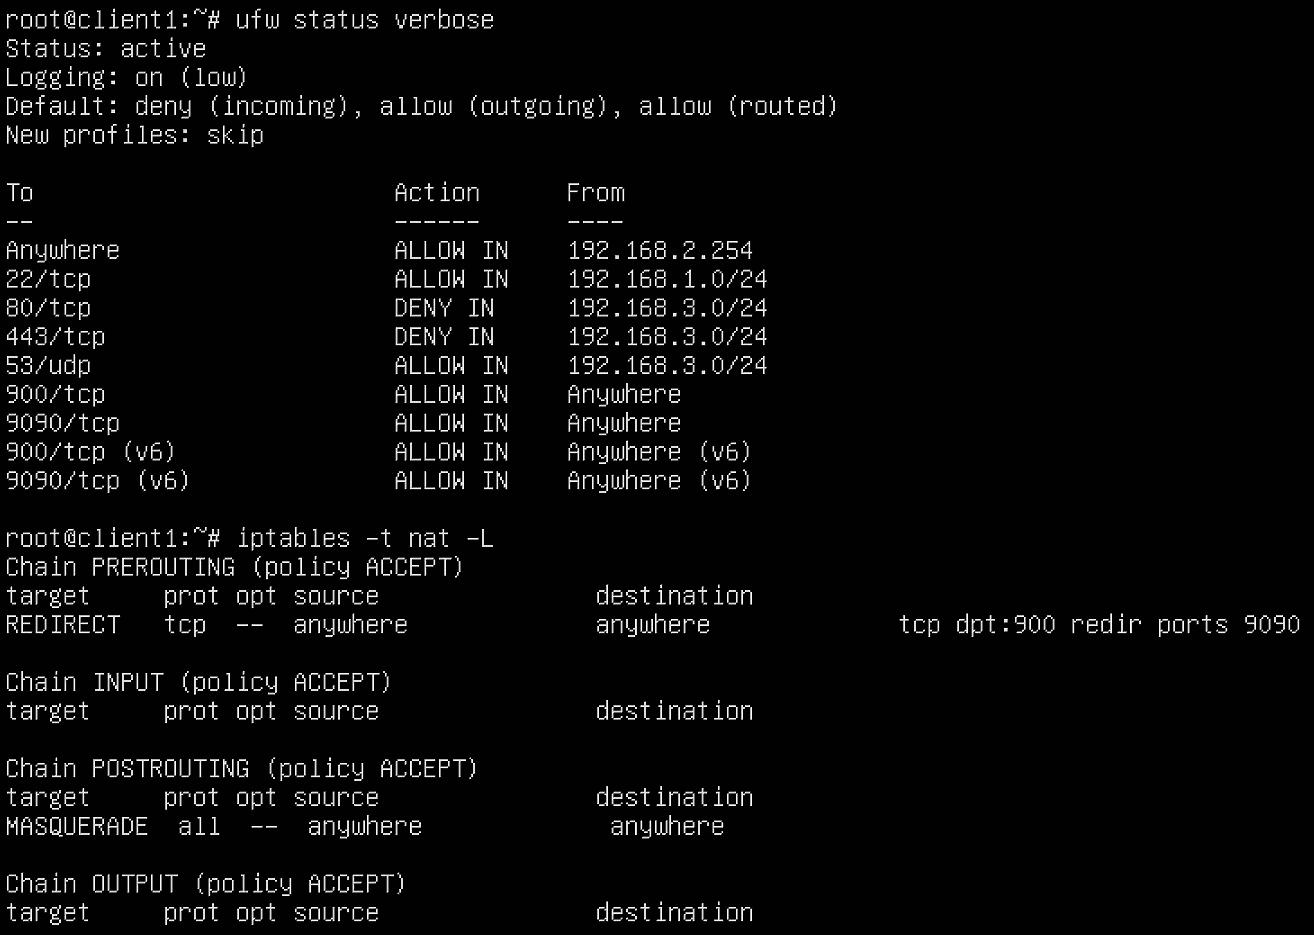 root@client1:~# ufw status verbose
Status: active
Logging: on (low)
Default: deny (incoming), allow (outgoing), allow (routed)
New profiles: skip

To                         Action      From
--                         ------      ----
Anywhere                   ALLOW IN    192.168.2.254
22/tcp                     ALLOW IN    192.168.1.0/24
80/tcp                     DENY IN     192.168.3.0/24
443/tcp                    DENY IN     192.168.3.0/24
53/udp                     ALLOW IN    192.168.3.0/24
900/tcp                    ALLOW IN    Anywhere
9090/tcp                   ALLOW IN    Anywhere
900/tcp (v6)               ALLOW IN    Anywhere (v6)
9090/tcp (v6)              ALLOW IN    Anywhere (v6)

root@client1:~# iptables -t nat -L
Chain PREROUTING (policy ACCEPT)
target     prot opt source               destination
REDIRECT   tcp  --  anywhere             anywhere             tcp dpt:900 redir ports 9090

Chain INPUT (policy ACCEPT)
target     prot opt source               destination

Chain POSTROUTING (policy ACCEPT)
target     prot opt source               destination
MASQUERADE  all  --  anywhere             anywhere

Chain OUTPUT (policy ACCEPT)
target     prot opt source               destination